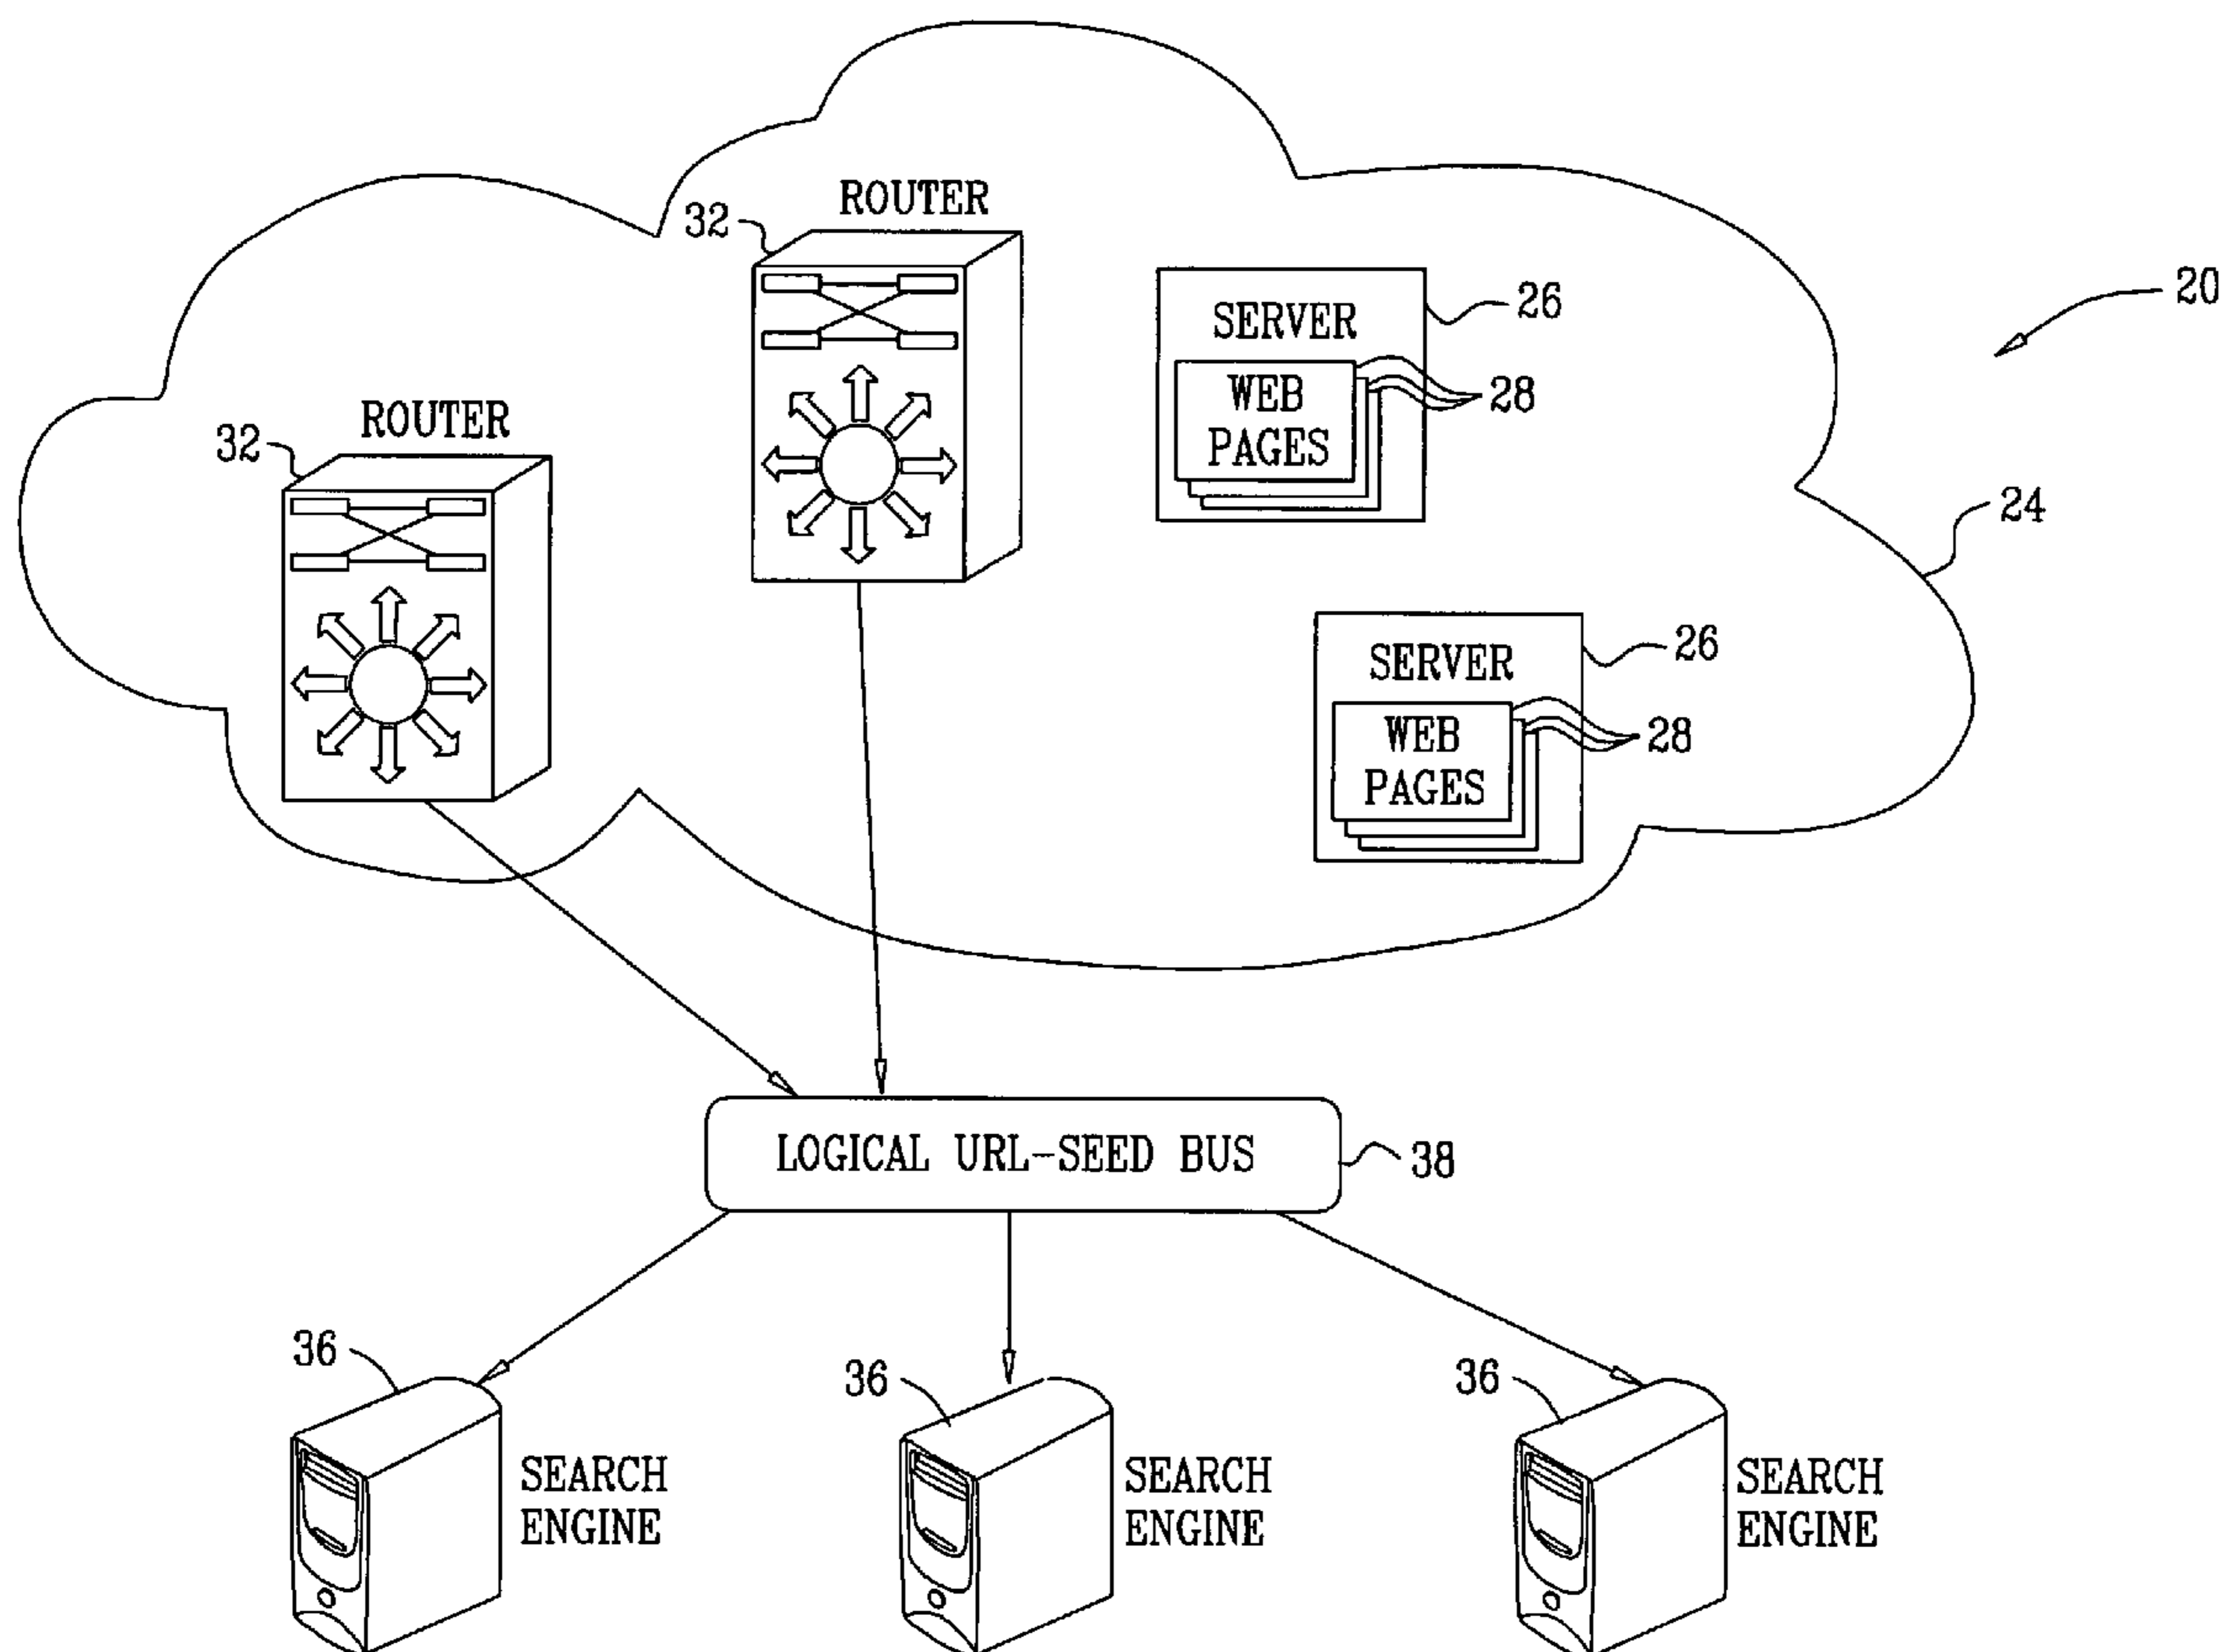 ROUTER
32
ROUTER
32
20
SERVER
26
WEB
PAGES
28
24
SERVER
26
WEB
PAGES
28
LOGICAL URL-SEED BUS
38
36
SEARCH
ENGINE
36
SEARCH
ENGINE
36
SEARCH
ENGINE